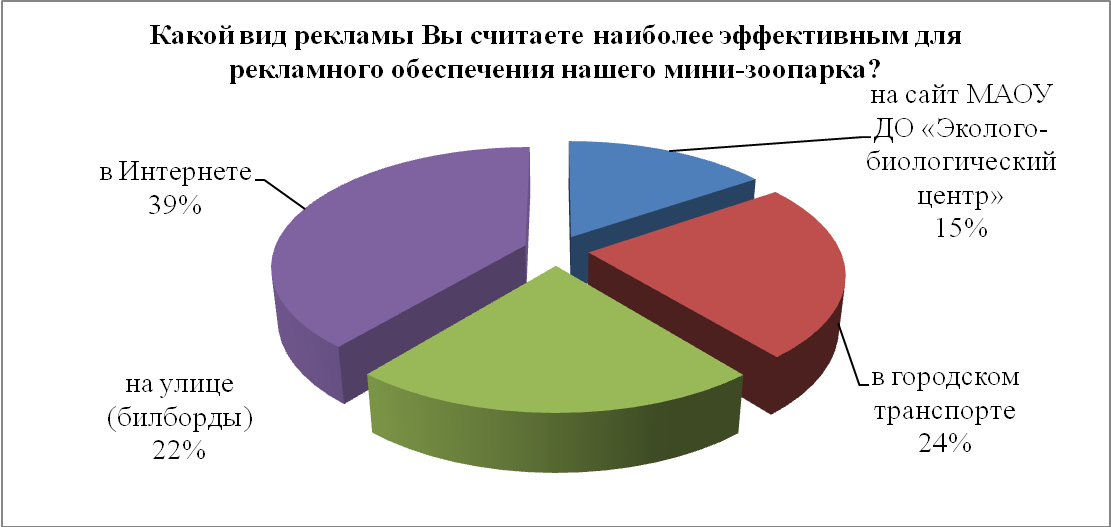 Какой вид рекламы Вы считаете наиболее эффективным для
рекламного обеспечения нашего мини-зоопарка?
на сайт МАОУ
ДО «Эколого-
биологический
центр»
15%
в городском
транспорте
24%
на улице
(билборды)
22%
в Интернете
39%